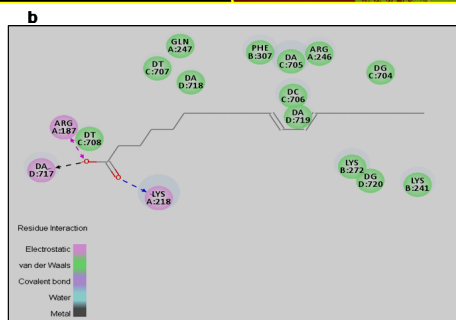 b
GLN
A:247
DT
C:707
DA
D:718
PHE
B:307
DA
C:705
ARG
A:246
DG
C:704
DC
C:706
DA
D:719
ARG
A:187
DT
C:708
DA
D:717
O
O
LYS
A:218
LYS
B:272
DG
D:720
LYS
B:241
Residue Interaction
Electrostatic
van der Waals
Covalent bond
Water
Metal